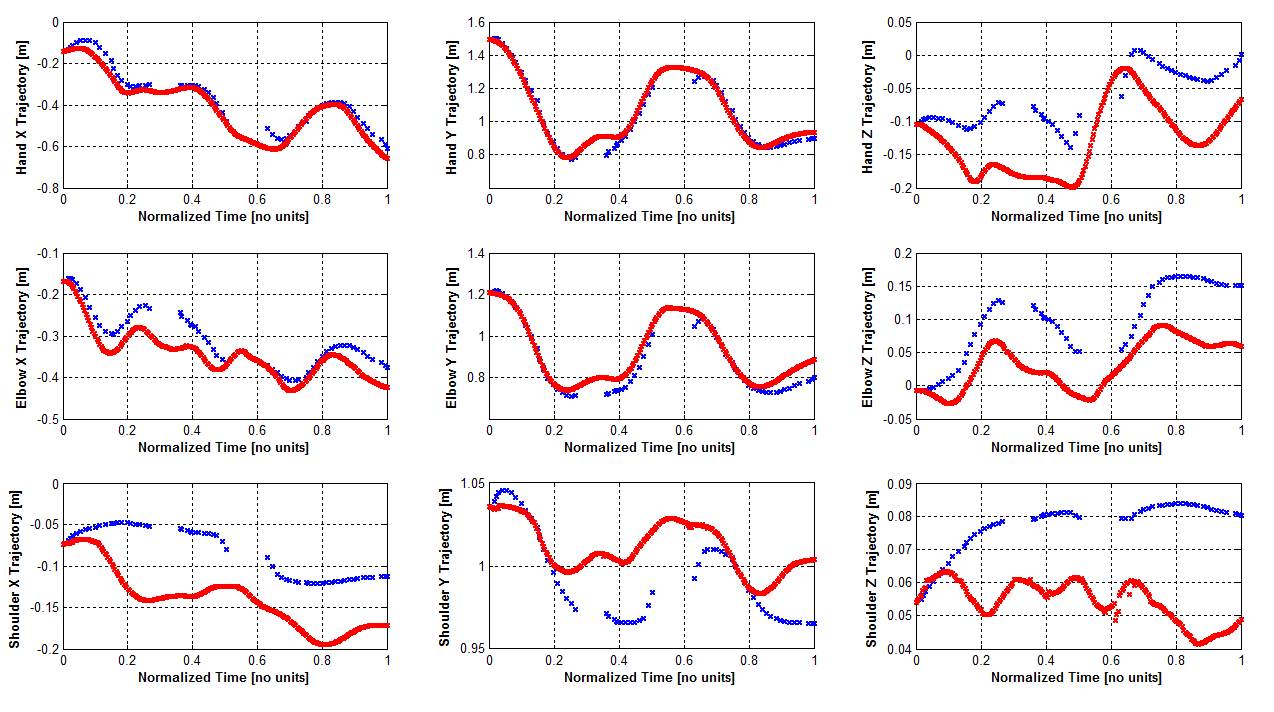 0
-0.2
-0.4
-0.6
-0.8
Hand X Trajectory [m]
0 0.2 0.4 0.6 0.8 1
Normalized Time [no units]
1.6
1.4
1.2
1
0.8
Hand Y Trajectory [m]
0 0.2 0.4 0.6 0.8 1
Normalized Time [no units]
0.05
0
-0.05
-0.1
-0.15
-0.2
Hand Z Trajectory [m]
0 0.2 0.4 0.6 0.8 1
Normalized Time [no units]
-0.1
-0.2
-0.3
-0.4
-0.5
Elbow X Trajectory [m]
0 0.2 0.4 0.6 0.8 1
Normalized Time [no units]
1.4
1.2
1
0.8
Elbow Y Trajectory [m]
0 0.2 0.4 0.6 0.8 1
Normalized Time [no units]
0.2
0.15
0.1
0.05
0
-0.05
Elbow Z Trajectory [m]
0 0.2 0.4 0.6 0.8 1
Normalized Time [no units]
0
-0.05
-0.1
-0.15
-0.2
Shoulder X Trajectory [m]
0 0.2 0.4 0.6 0.8 1
Normalized Time [no units]
1.05
1
0.95
Shoulder Y Trajectory [m]
0 0.2 0.4 0.6 0.8 1
Normalized Time [no units]
0.09
0.08
0.07
0.06
0.05
0.04
Shoulder Z Trajectory [m]
0 0.2 0.4 0.6 0.8 1
Normalized Time [no units]